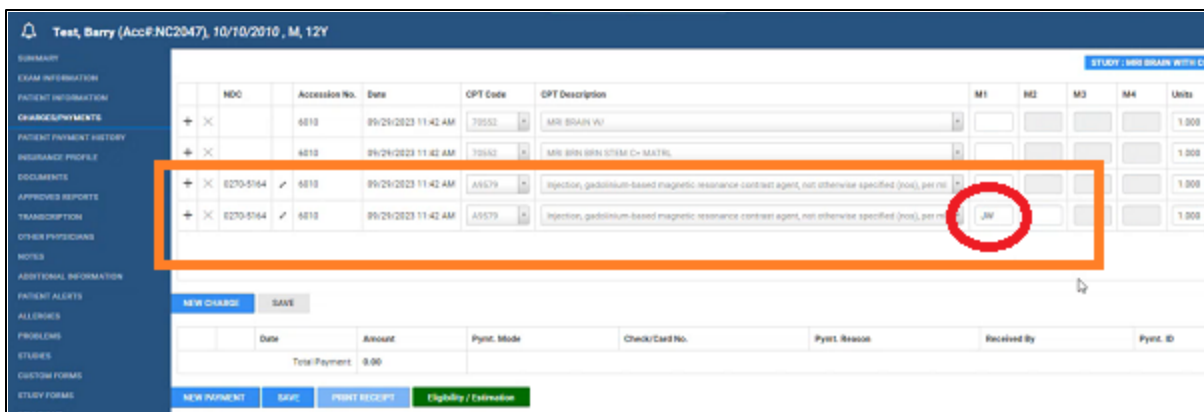 Test, Barry (Acc#:NC2047), 10/10/2010 , M, 12Y
SUMMARY
EXAM INFORMATION
PATIENT INFORMATION
CHARGES/PAYMENTS
PATIENT PAYMENT HISTORY
INSURANCE PROFILE
DOCUMENTS
APPROVED REPORTS
TRANSCRIPTION
OTHER PHYSICIANS
NOTES
ADDITIONAL INFORMATION
PATIENT ALERTS
ALLERGIES
PROBLEMS
STUDIES
CUSTOM FORMS
STUDY FORMS
STUDY : MRI BRAIN WITH C
NDC Accession No. Date CPT Code CPT Description M1 M2 M3 M4 Units
6010 09/29/2023 11:42 AM 70552 MRI BRAIN W/ 1.000
6010 09/29/2023 11:42 AM 70552 MRI BRN BRN STEM C+ MATRL 1.000
0270-5164 6010 09/29/2023 11:42 AM A9579 Injection, gadolinium-based magnetic resonance contrast agent, not otherwise specified (nos), per ml 1.000
0270-5164 6010 09/29/2023 11:42 AM A9579 Injection, gadolinium-based magnetic resonance contrast agent, not otherwise specified (nos), per m JW 1.000
NEW CHARGE SAVE
Date Amount Pymt. Mode Check/Card No. Pymt. Reason Received By Pymt. ID
Total Payment 0.00
NEW PAYMENT SAVE PRINT RECEIPT Eligibility / Estimation